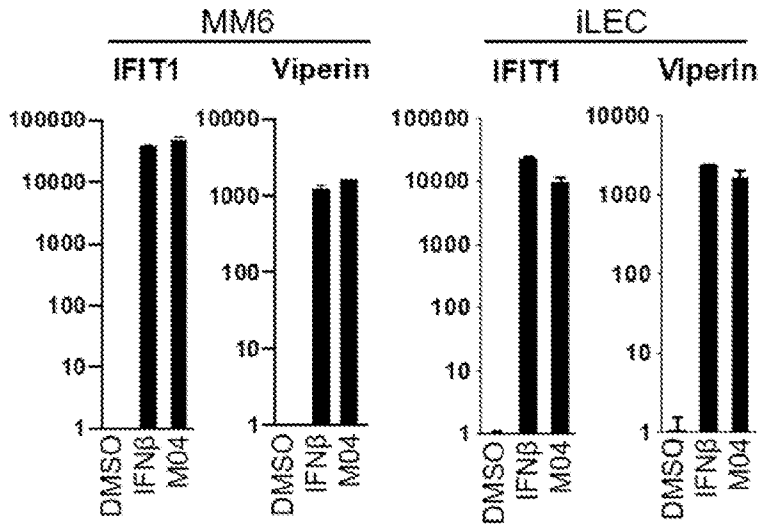 MM6 iLEC
IFIT1 Viperin IFIT1 Viperin
100000 10000 100000 10000
10000 1000 10000 1000
1000 100 1000 100
100 10 100 10
10 1 10 1
1 1
DMSO IFNβ M04 DMSO IFNβ M04 DMSO IFNβ M04 DMSO IFNβ M04